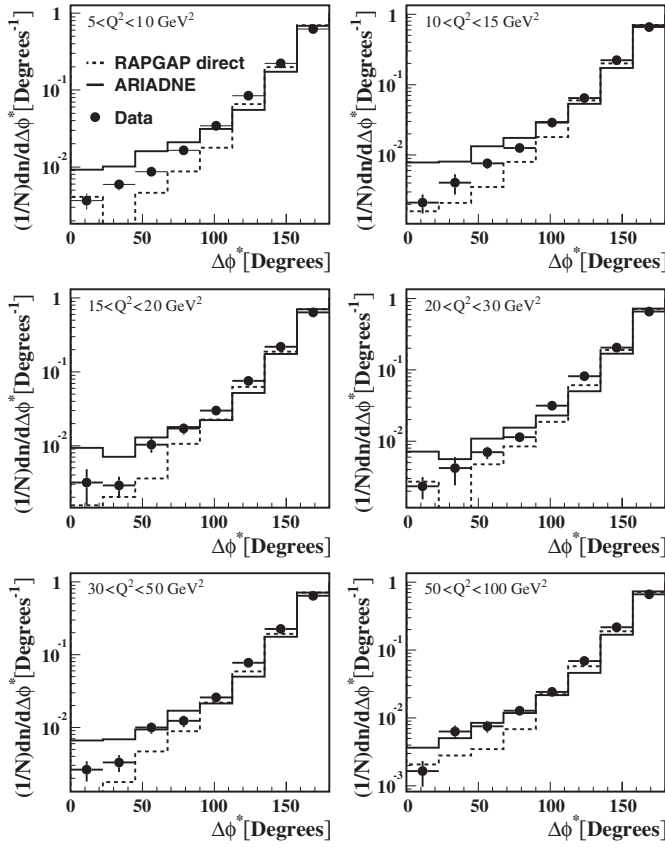 5<Q²<10 GeV²
RAPGAP direct
ARIADNE
Data
(1/N)dn/dΔϕ*[Degrees⁻¹]
10⁻¹
10⁻²
1
0
50
100
150
Δϕ*[Degrees]
10<Q²<15 GeV²
(1/N)dn/dΔϕ*[Degrees⁻¹]
1
10⁻¹
10⁻²
0
50
100
150
Δϕ*[Degrees]
15<Q²<20 GeV²
(1/N)dn/dΔϕ*[Degrees⁻¹]
1
10⁻¹
10⁻²
0
50
100
150
Δϕ*[Degrees]
20<Q²<30 GeV²
(1/N)dn/dΔϕ*[Degrees⁻¹]
1
10⁻¹
10⁻²
0
50
100
150
Δϕ*[Degrees]
30<Q²<50 GeV²
(1/N)dn/dΔϕ*[Degrees⁻¹]
1
10⁻¹
10⁻²
0
50
100
150
Δϕ*[Degrees]
50<Q²<100 GeV²
(1/N)dn/dΔϕ*[Degrees⁻¹]
1
10⁻¹
10⁻²
10⁻³
0
50
100
150
Δϕ*[Degrees]